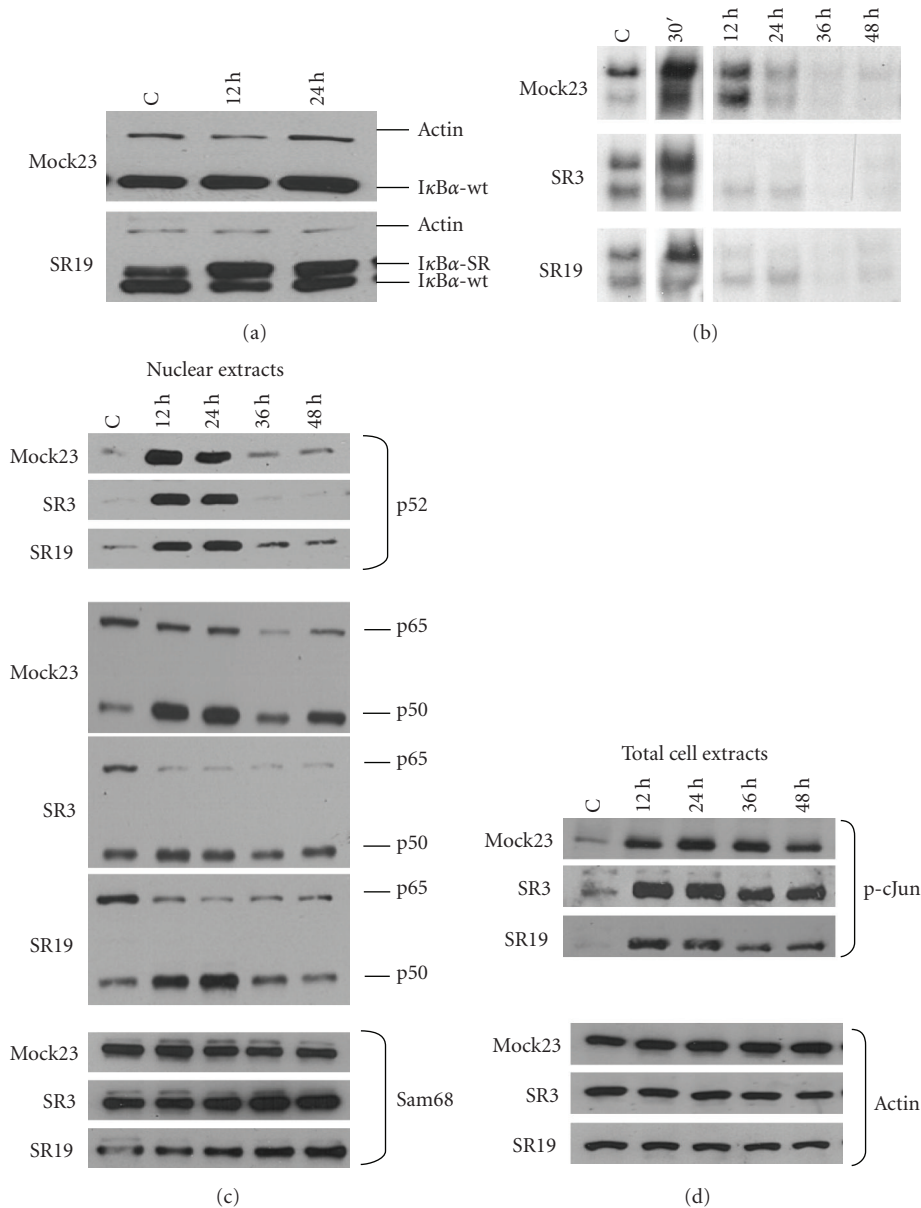 C 12 h 24 h
Mock23
Actin
IκBα-wt
SR19
Actin
IκBα-SR
IκBα-wt
(a)
C 30′ 12 h 24 h 36 h 48 h
Mock23
SR3
SR19
(b)
Nuclear extracts
C 12 h 24 h 36 h 48 h
Mock23
SR3
SR19
p52
Mock23
p65
p50
SR3
p65
p50
SR19
p65
p50
Mock23
SR3
SR19
Sam68
(c)
Total cell extracts
C 12 h 24 h 36 h 48 h
Mock23
SR3
SR19
p-cJun
Mock23
SR3
SR19
Actin
(d)